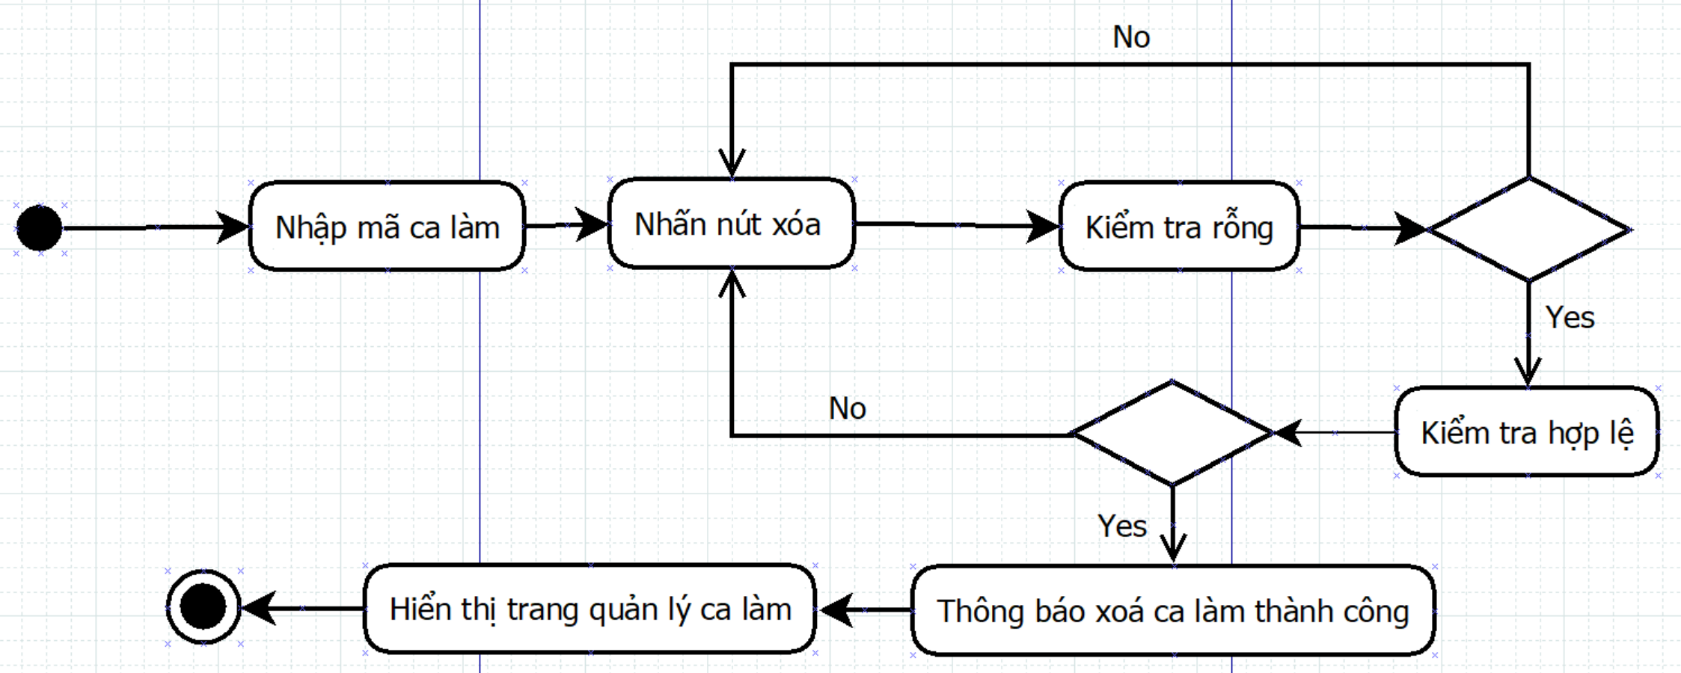 No
Nhập mã ca làm
Nhấn nút xóa
Kiểm tra rỗng
Yes
Kiểm tra hợp lệ
No
Yes
Thông báo xoá ca làm thành công
Hiển thị trang quản lý ca làm